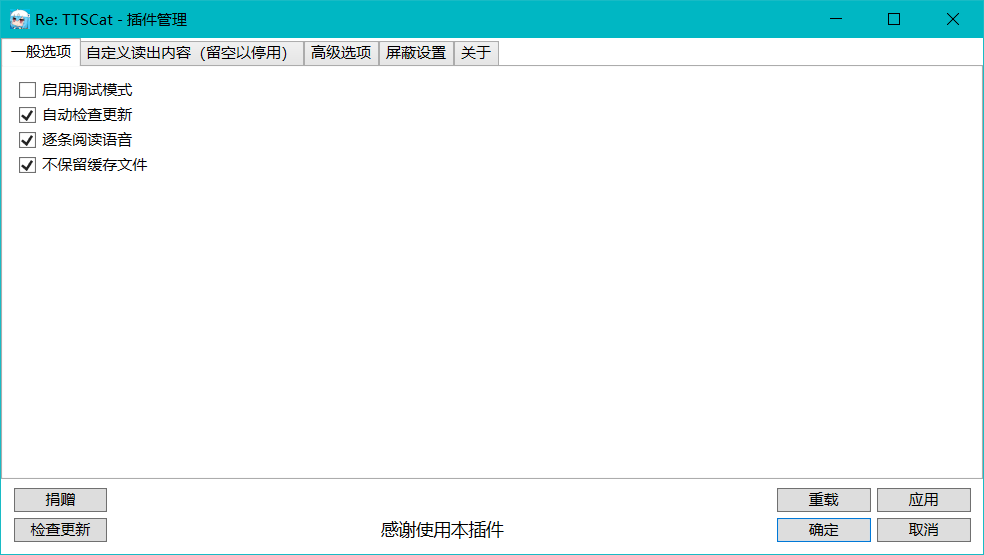 Re: TTSCat - 插件管理
一般选项 自定义读出内容（留空以停用） 高级选项 屏蔽设置 关于
启用调试模式
自动检查更新
逐条阅读语音
不保留缓存文件
捐赠 重载 应用
检查更新 感谢使用本插件 确定 取消